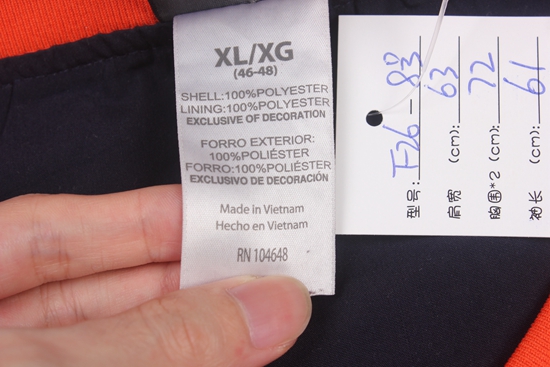 XL/XG
(46-48)
SHELL:100%POLYESTER
LINING:100%POLYESTER
EXCLUSIVE OF DECORATION
FORRO EXTERIOR:
100%POLIÉSTER
FORRO:100%POLIÉSTER
EXCLUSIVO DE DECORACIÓN
Made in Vietnam
Hecho en Vietnam
RN 104648
型号: F26-83
肩宽 (cm): 63
胸围*2 (cm): 72
袖长 (cm): 61